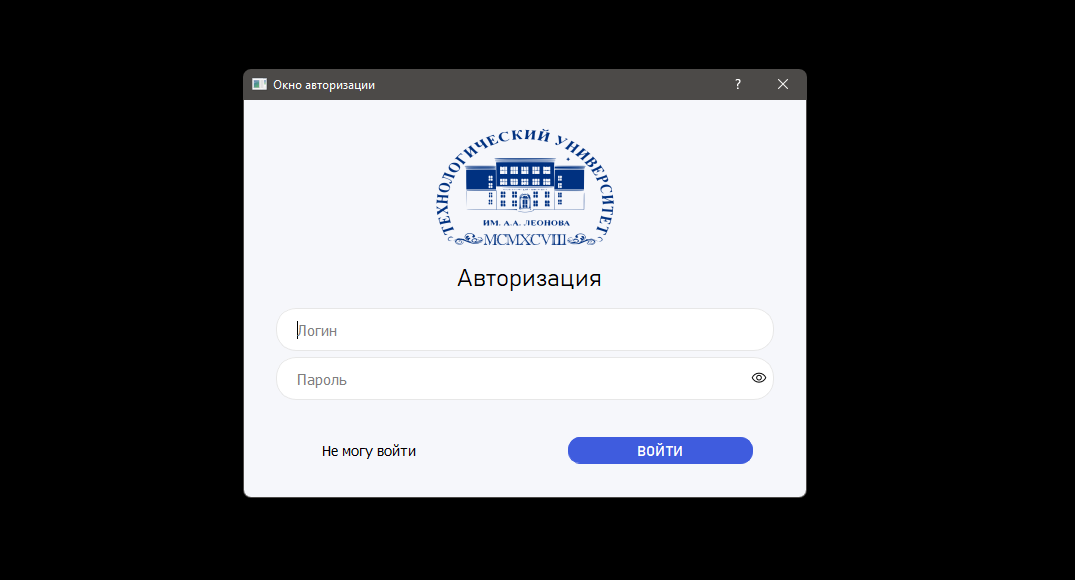 Окно авторизации
?
ТЕХНОЛОГИЧЕСКИЙ УНИВЕРСИТЕТ
ИМ. А.А. ЛЕОНОВА
MCMXCVIII
Авторизация
Логин
Пароль
Не могу войти
ВОЙТИ